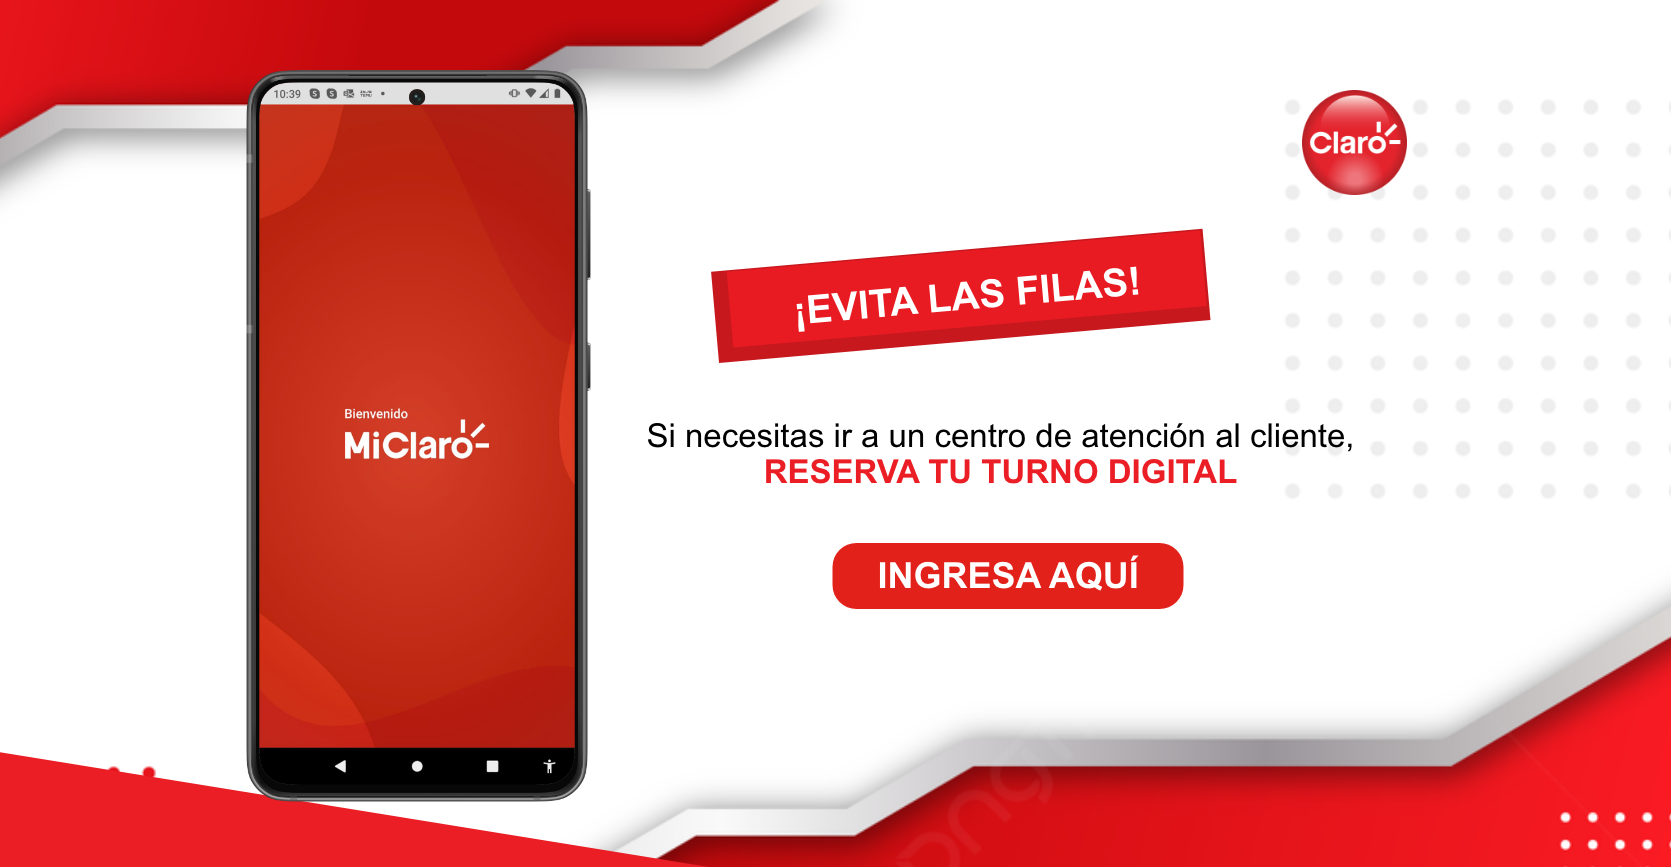 10:39
Bienvenido
MiClaro
Claro
¡EVITA LAS FILAS!
Si necesitas ir a un centro de atención al cliente,
RESERVA TU TURNO DIGITAL
INGRESA AQUÍ